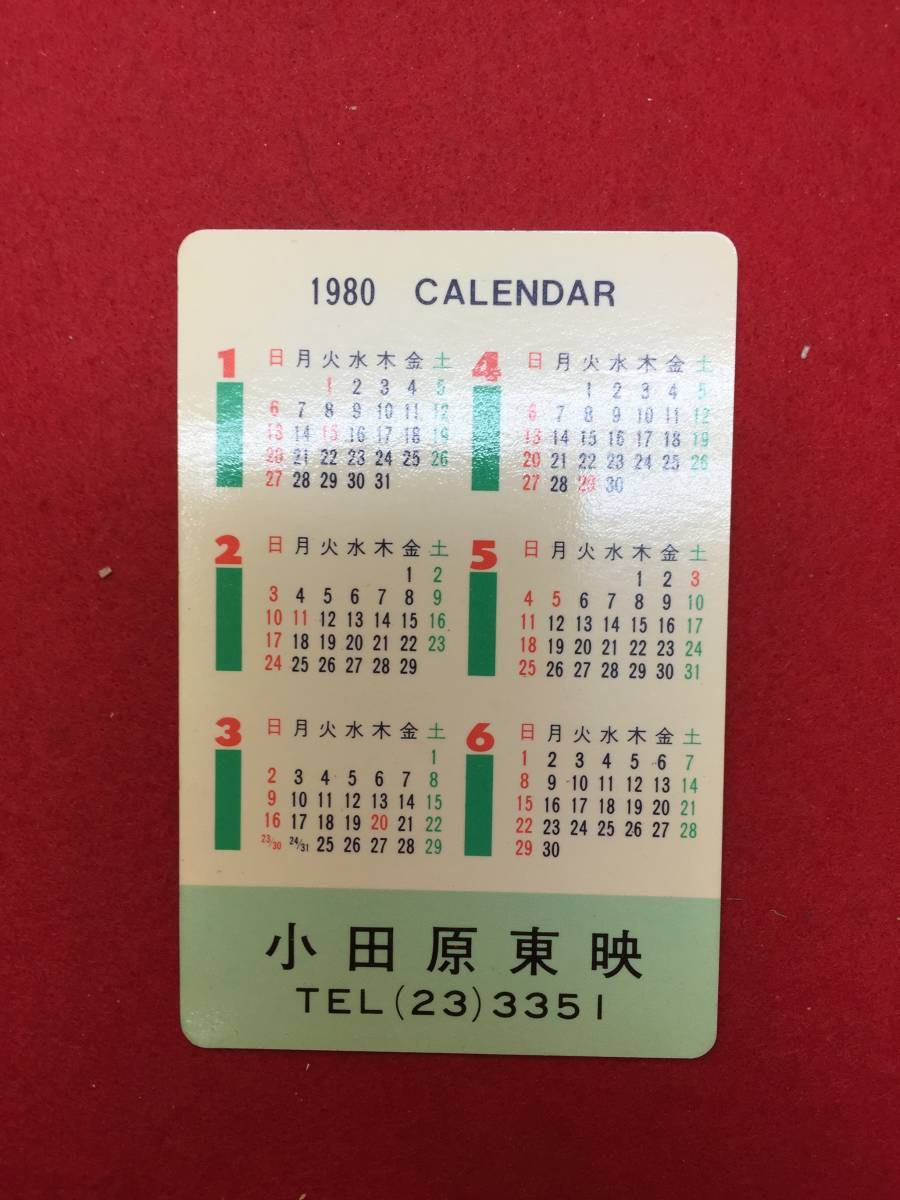 1980 CALENDAR
1
日 月 火 水 木 金 土
1 2 3 4 5
6 7 8 9 10 11 12
13 14 15 16 17 18 19
20 21 22 23 24 25 26
27 28 29 30 31
2
日 月 火 水 木 金 土
1 2
3 4 5 6 7 8 9
10 11 12 13 14 15 16
17 18 19 20 21 22 23
24 25 26 27 28 29
3
日 月 火 水 木 金 土
1
2 3 4 5 6 7 8
9 10 11 12 13 14 15
16 17 18 19 20 21 22
23/30 24/31 25 26 27 28 29
4
日 月 火 水 木 金 土
1 2 3 4 5
6 7 8 9 10 11 12
13 14 15 16 17 18 19
20 21 22 23 24 25 26
27 28 29 30
5
日 月 火 水 木 金 土
1 2 3
4 5 6 7 8 9 10
11 12 13 14 15 16 17
18 19 20 21 22 23 24
25 26 27 28 29 30 31
6
日 月 火 水 木 金 土
1 2 3 4 5 6 7
8 9 10 11 12 13 14
15 16 17 18 19 20 21
22 23 24 25 26 27 28
29 30
小田原東映
TEL(23)3351